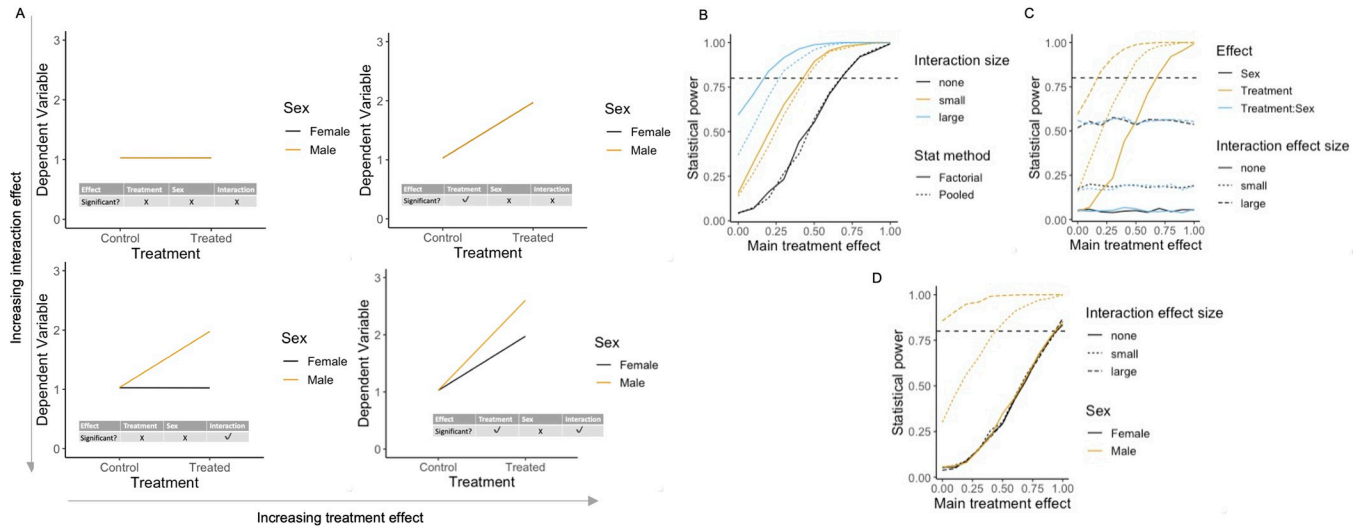 A
Increasing interaction effect
3
2
1
0
Dependent Variable
Sex
Female
Male
Effect Treatment Sex Interaction
Significant? X X X
Control Treated
Treatment
3
2
1
0
Dependent Variable
Sex
Female
Male
Effect Treatment Sex Interaction
Significant? ✓ X X
Control Treated
Treatment
3
2
1
0
Dependent Variable
Sex
Female
Male
Effect Treatment Sex Interaction
Significant? X X ✓
Control Treated
Treatment
3
2
1
0
Dependent Variable
Sex
Female
Male
Effect Treatment Sex Interaction
Significant? ✓ X ✓
Control Treated
Treatment
Increasing treatment effect
B
1.00
0.75
0.50
0.25
0.00
Statistical power
0.00 0.25 0.50 0.75 1.00
Main treatment effect
Interaction size
none
small
large
Stat method
Factorial
Pooled
C
1.00
0.75
0.50
0.25
0.00
Statistical power
0.00 0.25 0.50 0.75 1.00
Main treatment effect
Effect
Sex
Treatment
Treatment:Sex
Interaction effect size
none
small
large
D
1.00
0.75
0.50
0.25
0.00
Statistical power
0.00 0.25 0.50 0.75 1.00
Main treatment effect
Interaction effect size
none
small
large
Sex
Female
Male